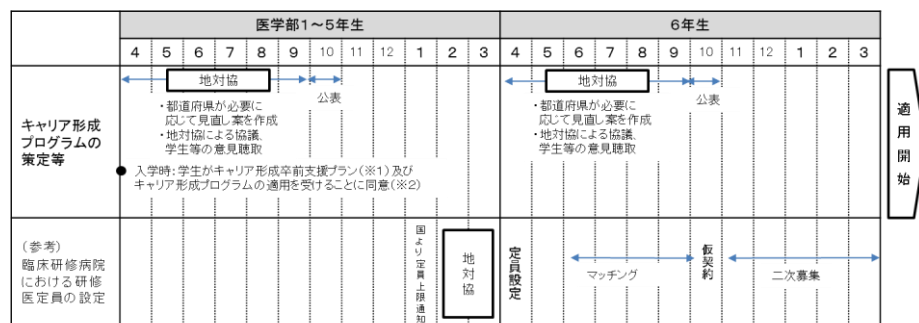 医学部1～5年生
6年生
4 5 6 7 8 9 10 11 12 1 2 3
4 5 6 7 8 9 10 11 12 1 2 3
キャリア形成
プログラムの
策定等
地対協
公表
・都道府県が必要に
応じて見直し案を作成
・地対協による協議、
学生等の意見聴取
● 入学時：学生がキャリア形成卒前支援プラン(※1)及び
キャリア形成プログラムの適用を受けることに同意(※2)
地対協
公表
・都道府県が必要に
応じて見直し案を作成
・地対協による協議、
学生等の意見聴取
適用開始
(参考)
臨床研修病院
における研修
医定員の設定
国より定員上限通知
地対協
定員設定
マッチング
仮契約
二次募集